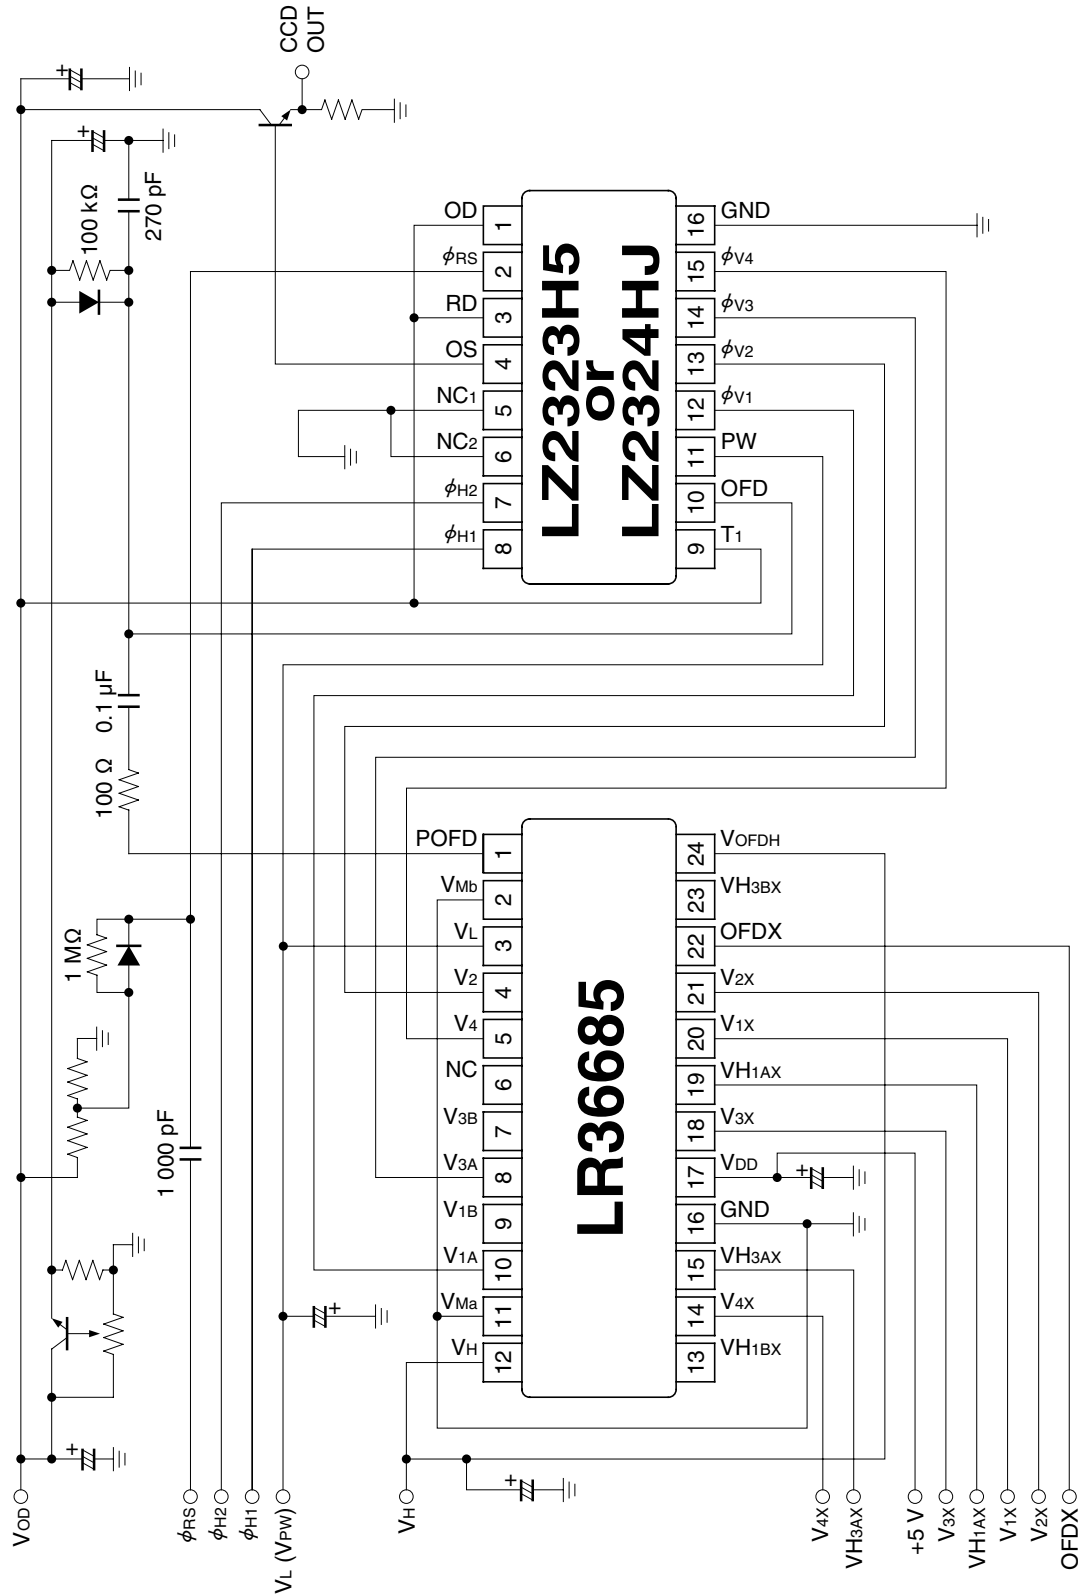 CCD
OUT
+
+
100 kΩ
270 pF
0.1 µF
100 Ω
1 MΩ
1 000 pF
+
OD
1
ϕRS
2
RD
3
OS
4
NC1
5
NC2
6
ϕH2
7
ϕH1
8
LZ2323H5
or
LZ2324HJ
16
GND
15
ϕV4
14
ϕV3
13
ϕV2
12
ϕV1
11
PW
10
OFD
9
T1
POFD
1
VMb
2
VL
3
V2
4
V4
5
NC
6
V3B
7
V3A
8
V1B
9
V1A
10
VMa
11
VH
12
LR36685
24
VOFDH
23
VH3BX
22
OFDX
21
V2X
20
V1X
19
VH1AX
18
V3X
17
VDD
16
GND
15
VH3AX
14
V4X
13
VH1BX
+
+
+
VOD
ϕRS
ϕH2
ϕH1
VL (VPW)
VH
V4X
VH3AX
+5 V
V3X
VH1AX
V1X
V2X
OFDX